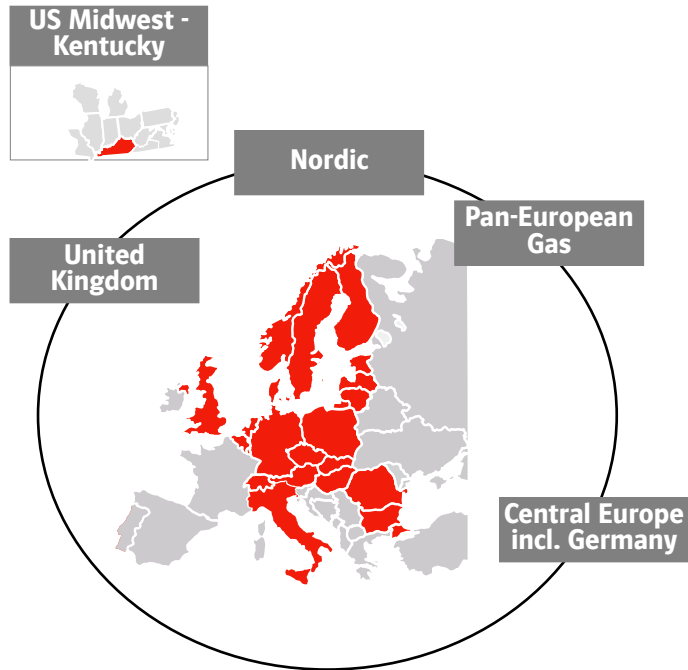 US Midwest -
Kentucky
Nordic
Pan-European
Gas
United
Kingdom
Central Europe
incl. Germany